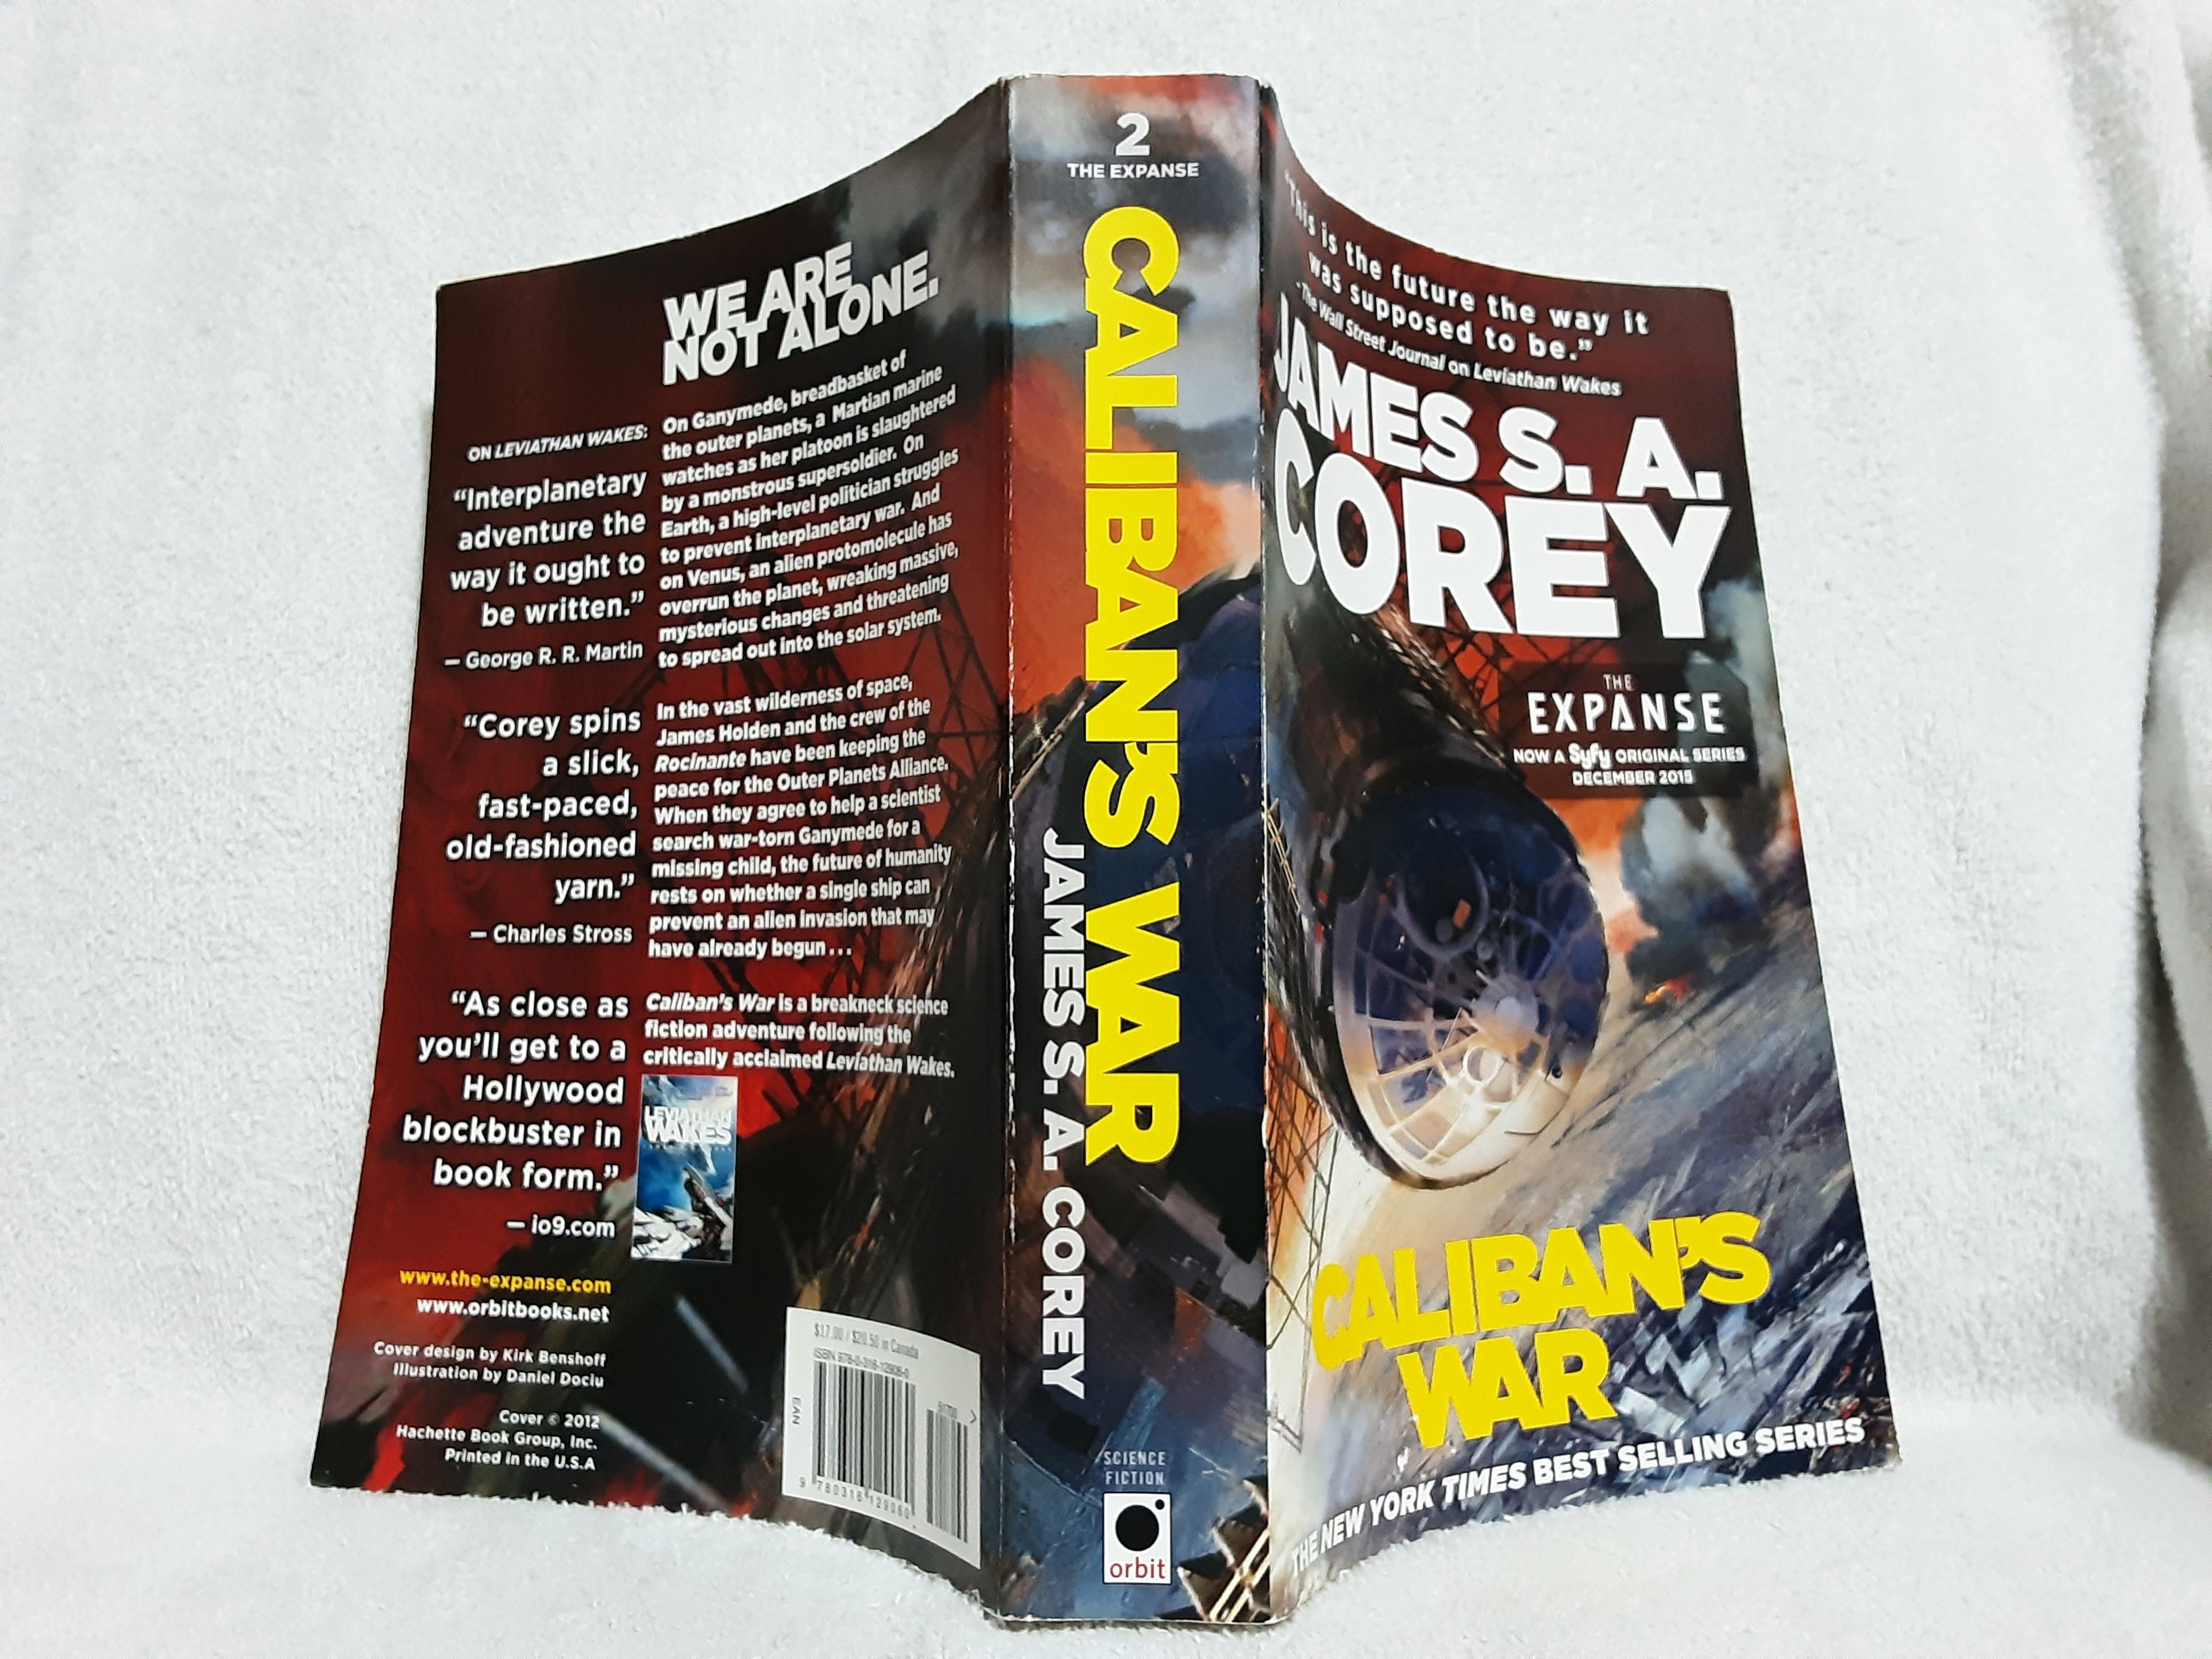 WE ARE
NOT ALONE.
ON LEVIATHAN WAKES:
“Interplanetary
adventure the
way it ought to
be written.”
— George R. R. Martin
“Corey spins
a slick,
fast-paced,
old-fashioned
yarn.”
— Charles Stross
“As close as
you’ll get to a
Hollywood
blockbuster in
book form.”
— io9.com
www.the-expanse.com
www.orbitbooks.net
Cover design by Kirk Benshoff
Illustration by Daniel Dociu
Cover © 2012
Hachette Book Group, Inc.
Printed in the U.S.A
On Ganymede, breadbasket of
the outer planets, a Martian marine
watches as her platoon is slaughtered
by a monstrous supersoldier. On
Earth, a high-level politician struggles
to prevent interplanetary war. And
on Venus, an alien protomolecule has
overrun the planet, wreaking massive,
mysterious changes and threatening
to spread out into the solar system.
In the vast wilderness of space,
James Holden and the crew of the
Rocinante have been keeping the
peace for the Outer Planets Alliance.
When they agree to help a scientist
search war-torn Ganymede for a
missing child, the future of humanity
rests on whether a single ship can
prevent an alien invasion that may
have already begun . . .
Caliban’s War is a breakneck science
fiction adventure following the
critically acclaimed Leviathan Wakes.
LEVIATHAN
WAKES
$17.00 / $20.50 in Canada
ISBN 978-0-316-12906-0
51700
EAN
9 780316 129060
2
THE EXPANSE
CALIBAN’S WAR
JAMES S. A. COREY
SCIENCE
FICTION
orbit
“This is the future the way it
was supposed to be.”
- The Wall Street Journal on Leviathan Wakes
JAMES S. A.
COREY
THE
EXPANSE
NOW A Syfy ORIGINAL SERIES
DECEMBER 2015
CALIBAN’S
WAR
THE NEW YORK TIMES BEST SELLING SERIES